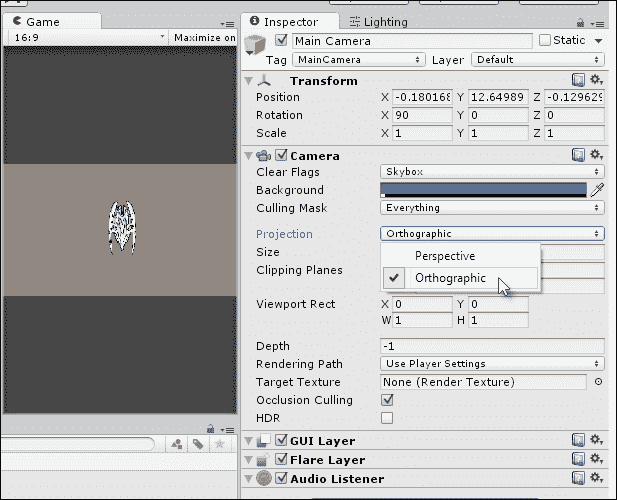 Game
16:9 Maximize on
Inspector Lighting
Main Camera Static
Tag MainCamera Layer Default
Transform
Position X -0.180168 Y 12.64989 Z -0.129629
Rotation X 90 Y 0 Z 0
Scale X 1 Y 1 Z 1
Camera
Clear Flags Skybox
Background
Culling Mask Everything
Projection Orthographic
Size
Perspective
Clipping Planes
Orthographic
Viewport Rect X 0 Y 0
W 1 H 1
Depth -1
Rendering Path Use Player Settings
Target Texture None (Render Texture)
Occlusion Culling
HDR
GUI Layer
Flare Layer
Audio Listener